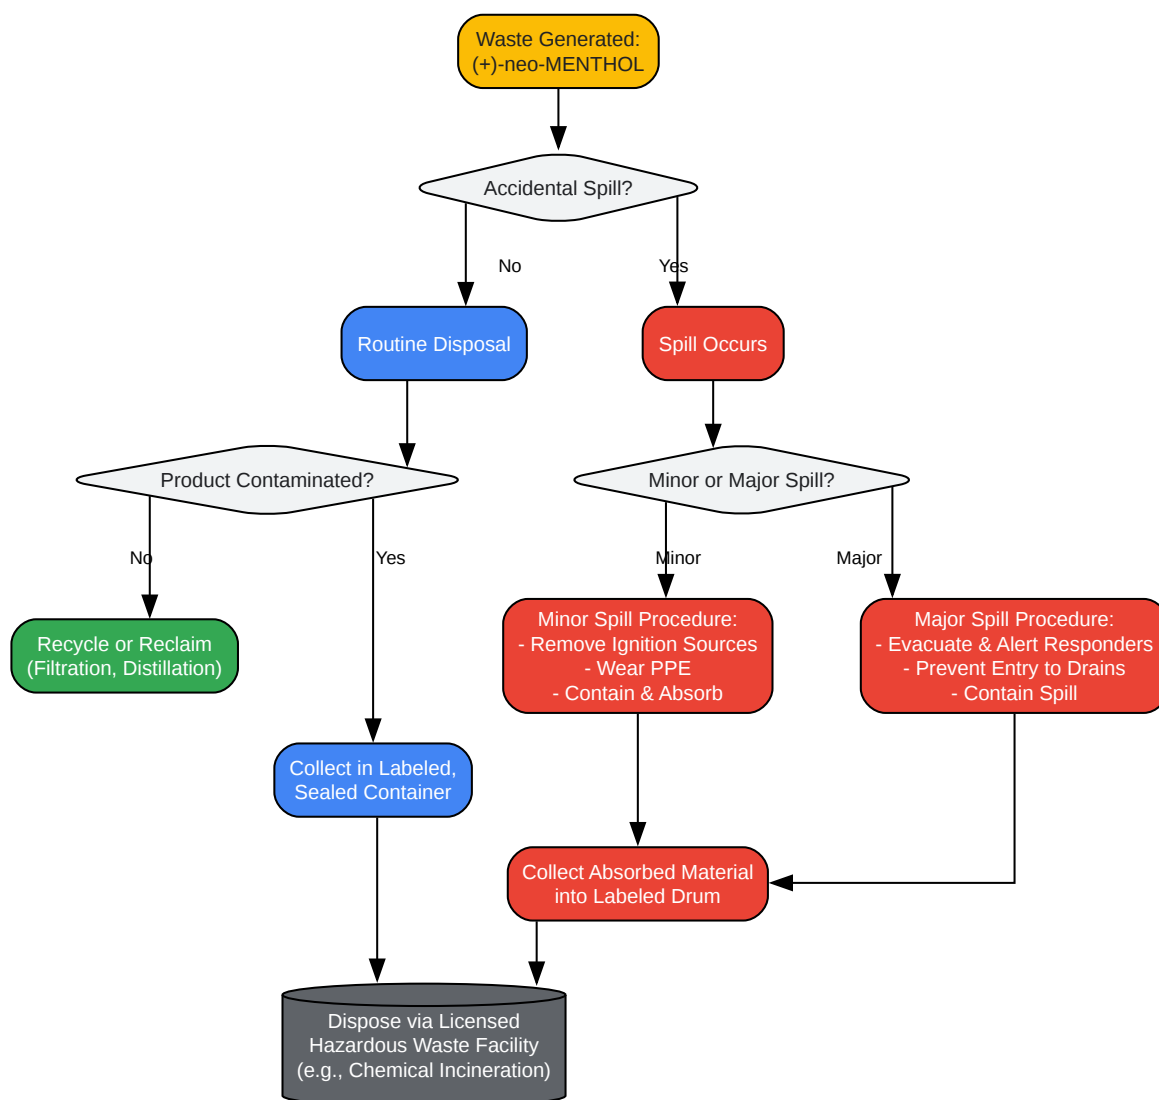 Waste Generated:
(+)-neo-MENTHOL
Accidental Spill?
No
Yes
Routine Disposal
Spill Occurs
Product Contaminated?
Minor or Major Spill?
No
Yes
Minor
Major
Recycle or Reclaim
(Filtration, Distillation)
Minor Spill Procedure:
- Remove Ignition Sources
- Wear PPE
- Contain & Absorb
Major Spill Procedure:
- Evacuate & Alert Responders
- Prevent Entry to Drains
- Contain Spill
Collect in Labeled,
Sealed Container
Collect Absorbed Material
into Labeled Drum
Dispose via Licensed
Hazardous Waste Facility
(e.g., Chemical Incineration)